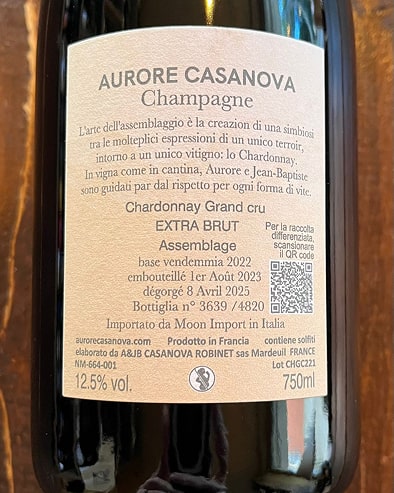 AURORE CASANOVA
Champagne
L'arte dell'assemblaggio è la creazion di una simbiosi
tra le molteplici espressioni di un unico terroir,
intorno a un unico vitigno: lo Chardonnay.
In vigna come in cantina, Aurore e Jean-Baptiste
sono guidati par dal rispetto per ogni forma di vite.
Chardonnay Grand cru
EXTRA BRUT
Assemblage
Per la raccolta
differenziata,
scansionare
il QR code
base vendemmia 2022
embouteillé 1er Août 2023
dégorgé 8 Avril 2025
Bottiglia n° 3639 /4820
Importato da Moon Import in Italia
aurorecasanova.com Prodotto in Francia contiene solfiti
elaborato da A&JB CASANOVA ROBINET sas Mardeuil FRANCE
NM-664-001 Lot CHGC221
12.5% vol. 750ml